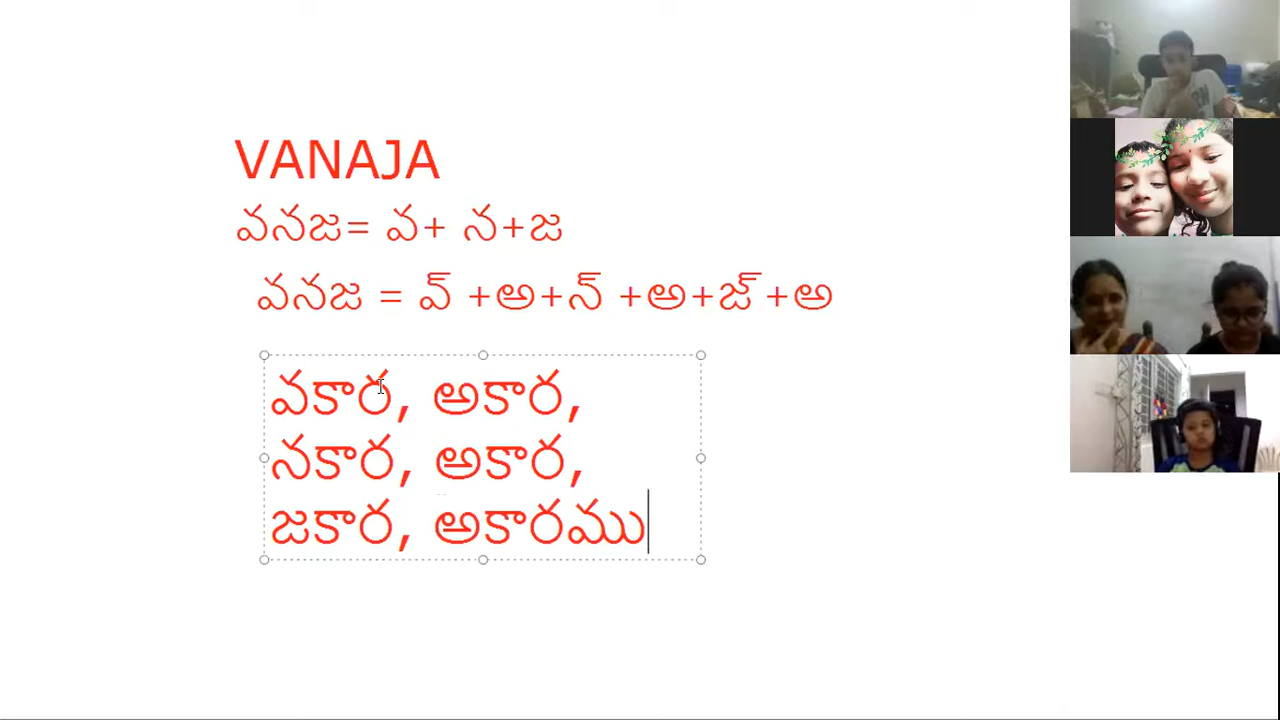 VANAJA
వనజ= వ+ న+జ
వనజ = వ్ +అ+న్ +అ+జ్ +అ
వకార, అకార,
నకార, అకార,
జకార, అకారము